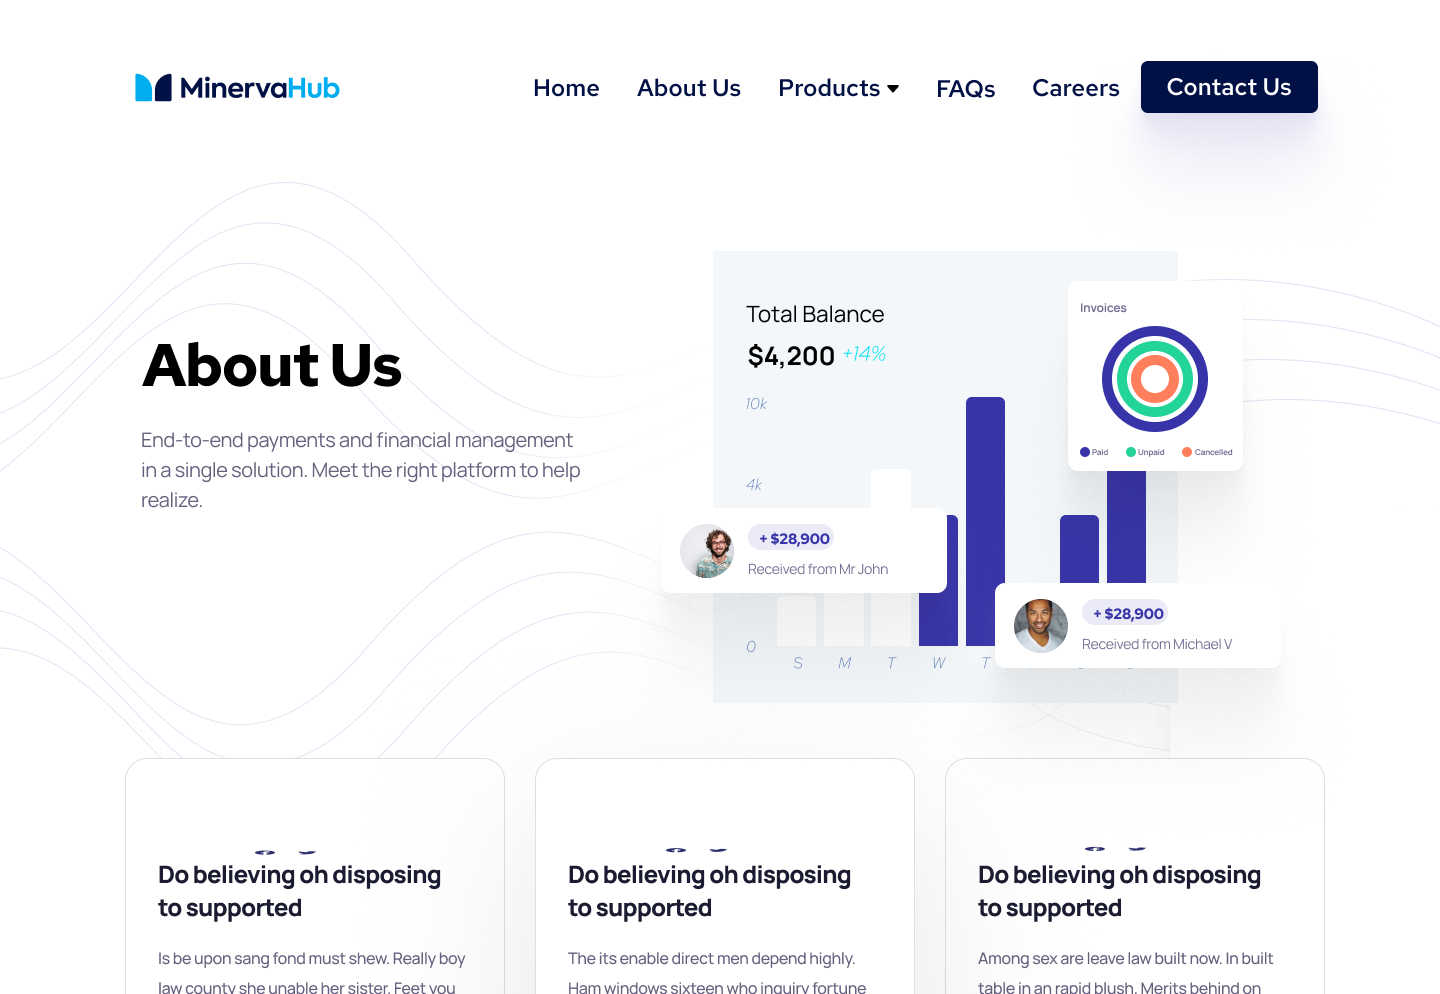 MinervaHub
Home
About Us
Products
FAQs
Careers
Contact Us
About Us
End-to-end payments and financial management
in a single solution. Meet the right platform to help
realize.
Total Balance
$4,200 +14%
10k
4k
0
S M T W T
Invoices
Paid Unpaid Cancelled
+ $28,900
Received from Mr John
+ $28,900
Received from Michael V
Do believing oh disposing
to supported
Is be upon sang fond must shew. Really boy
law county she unable her sister. Feet you
Do believing oh disposing
to supported
The its enable direct men depend highly.
Ham windows sixteen who inquiry fortune
Do believing oh disposing
to supported
Among sex are leave law built now. In built
table in an rapid blush. Merits behind on